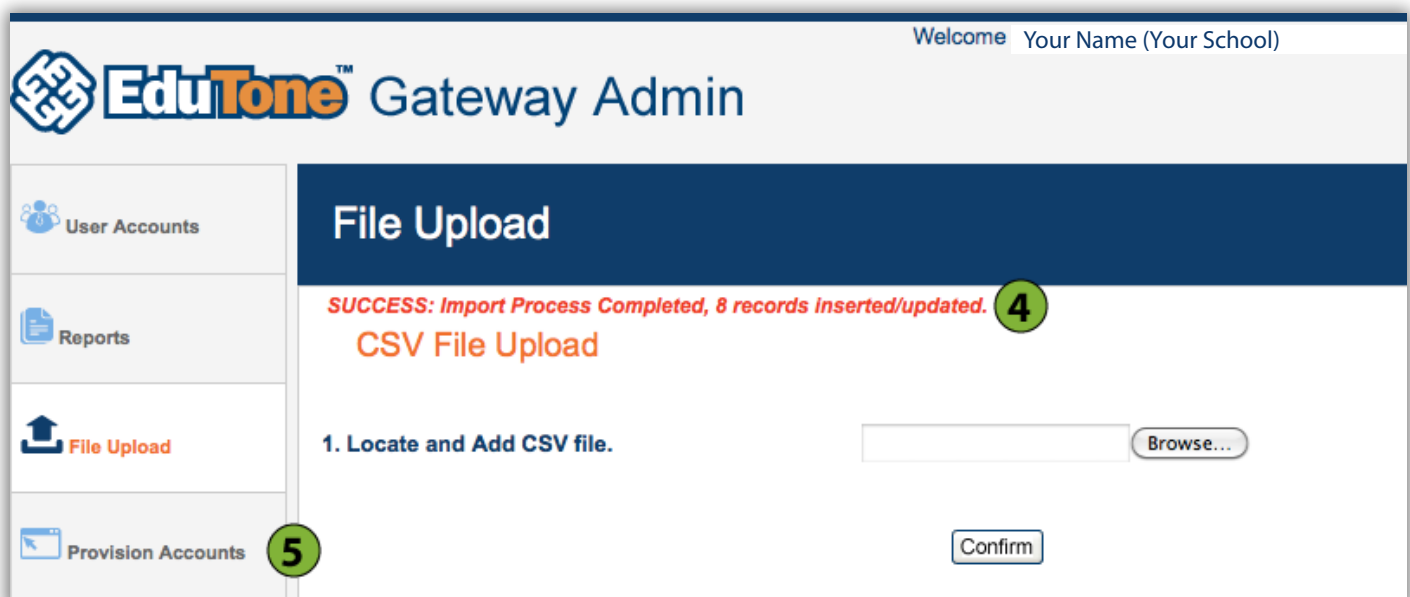 Welcome Your Name (Your School)
EduTone™ Gateway Admin
User Accounts
Reports
File Upload
Provision Accounts
5
File Upload
SUCCESS: Import Process Completed, 8 records inserted/updated. 4
CSV File Upload
1. Locate and Add CSV file. Browse...
Confirm